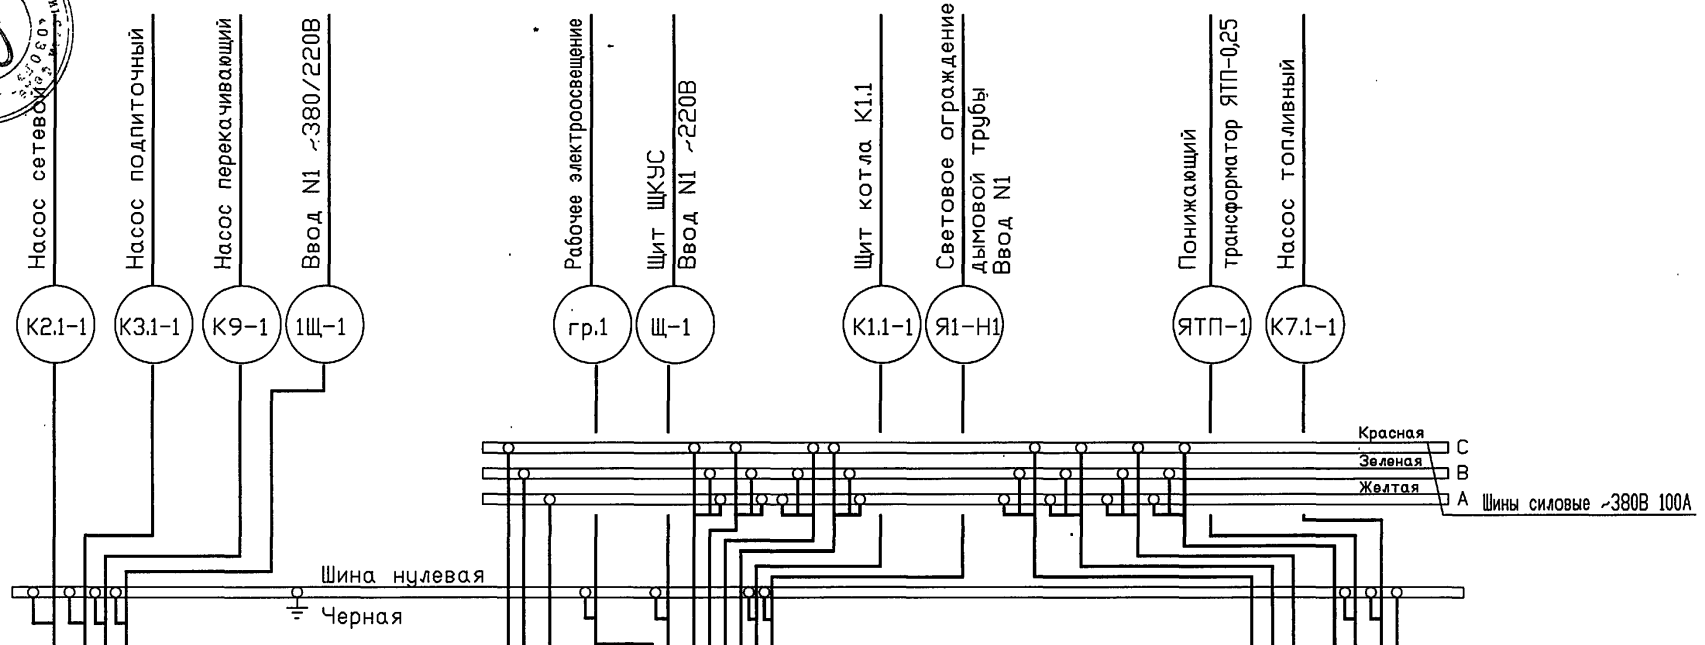 Насос сетевой
Насос подпиточный
Насос перекачивающий
Ввод N1 ~380/220В
Рабочее электроосвещение
Щит ЩКУС
Ввод N1 ~220В
Щит котла К1.1
Световое ограждение
дымовой трубы
Ввод N1
Понижающий
трансформатор ЯТП-0,25
Насос топливный
К2.1-1
К3.1-1
К9-1
1Щ-1
гр.1
Щ-1
К1.1-1
Я1-Н1
ЯТП-1
К7.1-1
Красная
С
Зеленая
В
Желтая
А
Шины силовые ~380В 100А
Шина нулевая
Черная